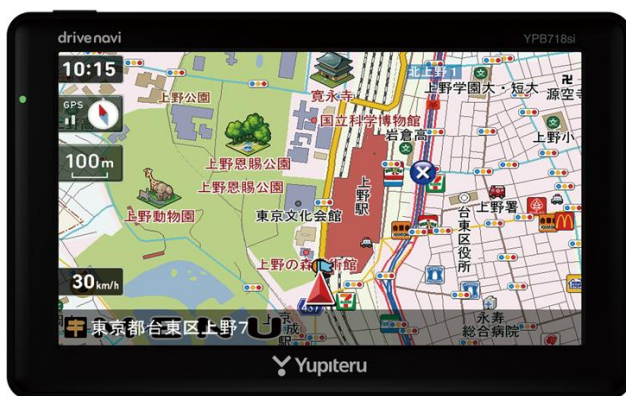 drive navi
YPB718si
10:15
GPS
100m
30km/h
上野公園
寛永寺
北上野1
上野学園大・短大
源空寺
国立科学博物館
岩倉高
上野小
上野恩賜公園
上野恩賜公園
上野駅
上野動物園
東京文化会館
台東区役所
上野署
上野の森美術館
437
永寿
総合病院
東京都台東区上野7
MENU
Yupiteru